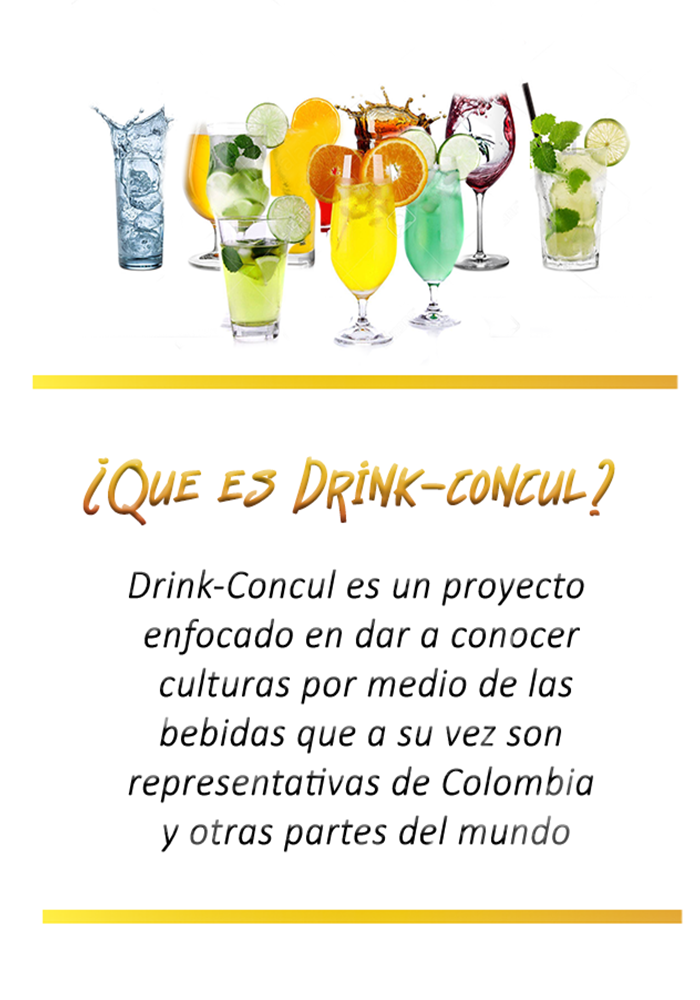 ¿Que es Drink-concul?
Drink-Concul es un proyecto
enfocado en dar a conocer
culturas por medio de las
bebidas que a su vez son
representativas de Colombia
y otras partes del mundo